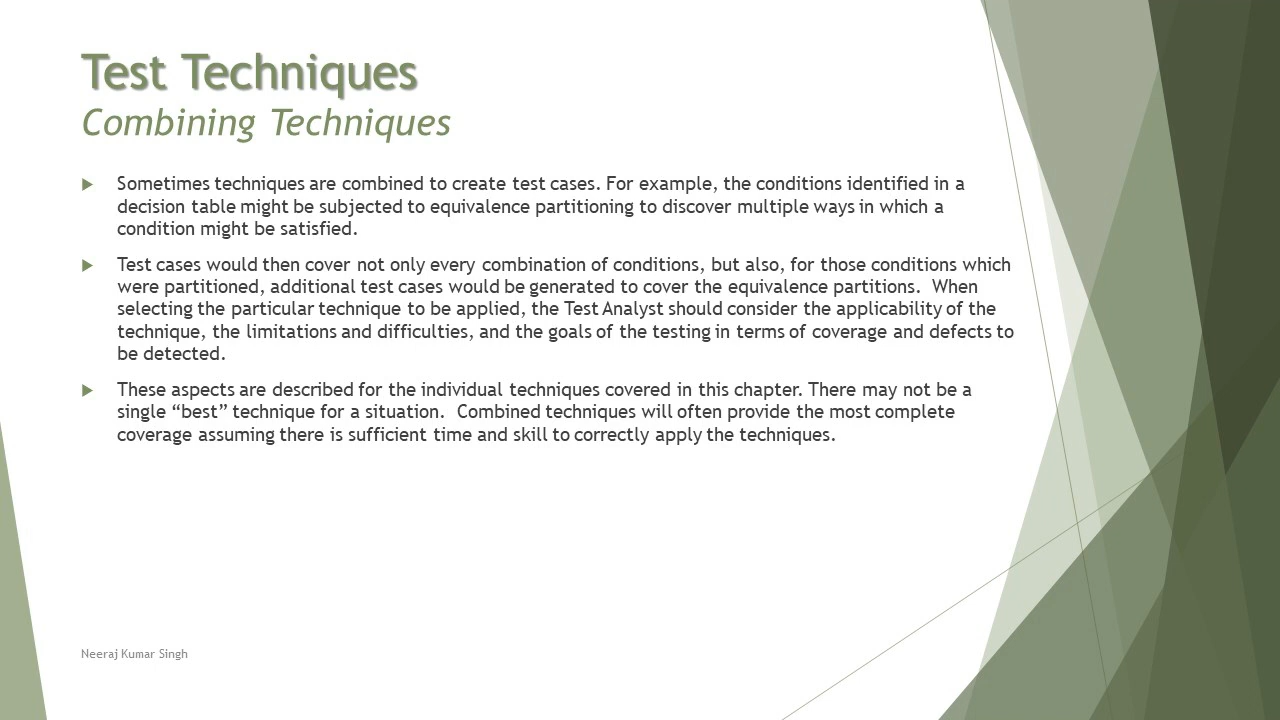 Test Techniques
Combining Techniques
Sometimes techniques are combined to create test cases. For example, the conditions identified in a
decision table might be subjected to equivalence partitioning to discover multiple ways in which a
condition might be satisfied.
Test cases would then cover not only every combination of conditions, but also, for those conditions which
were partitioned, additional test cases would be generated to cover the equivalence partitions.  When
selecting the particular technique to be applied, the Test Analyst should consider the applicability of the
technique, the limitations and difficulties, and the goals of the testing in terms of coverage and defects to
be detected.
These aspects are described for the individual techniques covered in this chapter. There may not be a
single “best” technique for a situation.  Combined techniques will often provide the most complete
coverage assuming there is sufficient time and skill to correctly apply the techniques.
Neeraj Kumar Singh